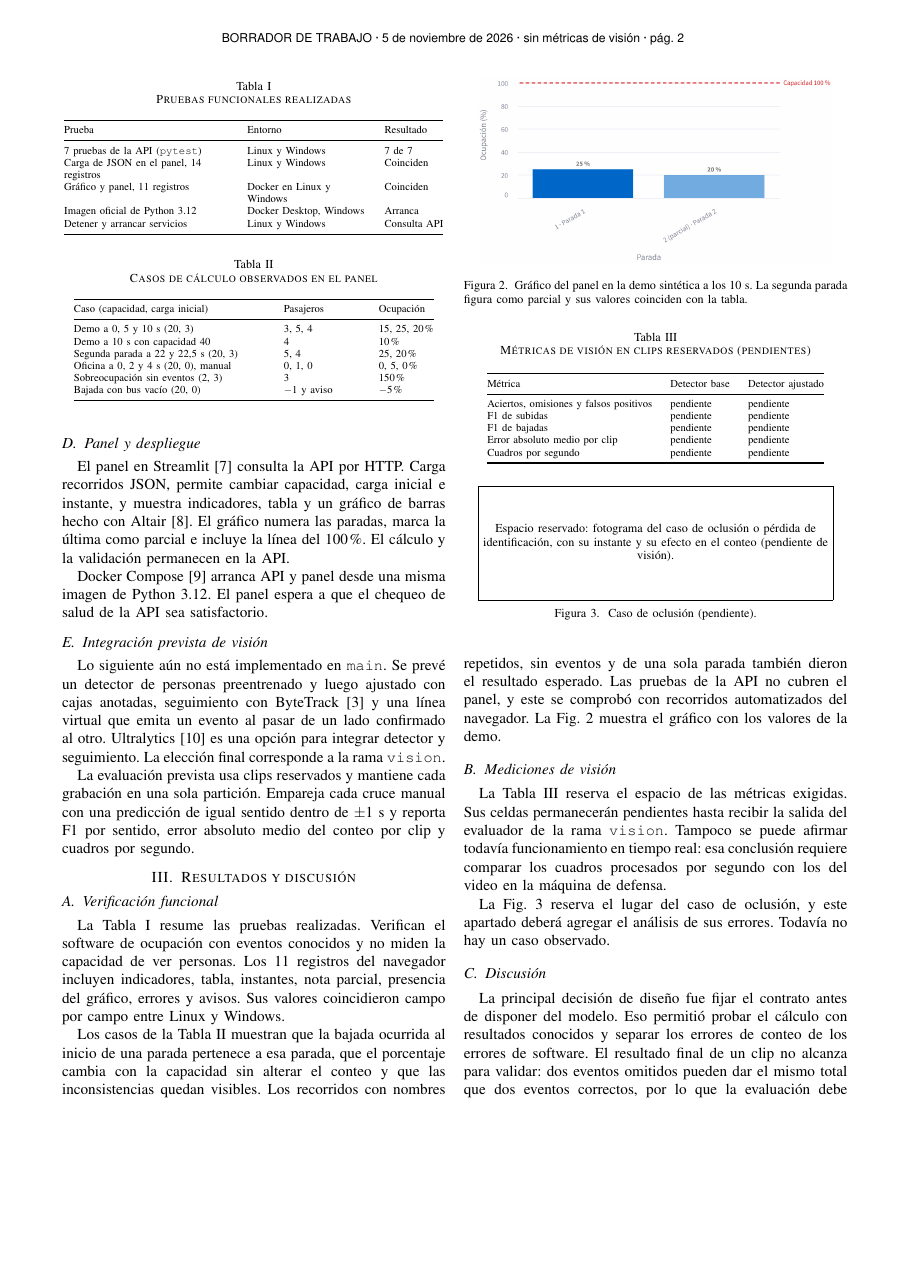 BORRADOR DE TRABAJO · 5 de noviembre de 2026 · sin métricas de visión · pág. 2
Tabla I
PRUEBAS FUNCIONALES REALIZADAS
Prueba Entorno Resultado
7 pruebas de la API (pytest) Linux y Windows 7 de 7
Carga de JSON en el panel, 14 registros Linux y Windows Coinciden
Gráfico y panel, 11 registros Docker en Linux y Windows Coinciden
Imagen oficial de Python 3.12 Docker Desktop, Windows Arranca
Detener y arrancar servicios Linux y Windows Consulta API
Tabla II
CASOS DE CÁLCULO OBSERVADOS EN EL PANEL
Caso (capacidad, carga inicial) Pasajeros Ocupación
Demo a 0, 5 y 10 s (20, 3) 3, 5, 4 15, 25, 20 %
Demo a 10 s con capacidad 40 4 10 %
Segunda parada a 22 y 22,5 s (20, 3) 5, 4 25, 20 %
Oficina a 0, 2 y 4 s (20, 0), manual 0, 1, 0 0, 5, 0 %
Sobreocupación sin eventos (2, 3) 3 150 %
Bajada con bus vacío (20, 0) −1 y aviso −5 %
D. Panel y despliegue
El panel en Streamlit [7] consulta la API por HTTP. Carga
recorridos JSON, permite cambiar capacidad, carga inicial e
instante, y muestra indicadores, tabla y un gráfico de barras
hecho con Altair [8]. El gráfico numera las paradas, marca la
última como parcial e incluye la línea del 100 %. El cálculo y
la validación permanecen en la API.
Docker Compose [9] arranca API y panel desde una misma
imagen de Python 3.12. El panel espera a que el chequeo de
salud de la API sea satisfactorio.
E. Integración prevista de visión
Lo siguiente aún no está implementado en main. Se prevé
un detector de personas preentrenado y luego ajustado con
cajas anotadas, seguimiento con ByteTrack [3] y una línea
virtual que emita un evento al pasar de un lado confirmado
al otro. Ultralytics [10] es una opción para integrar detector y
seguimiento. La elección final corresponde a la rama vision.
La evaluación prevista usa clips reservados y mantiene cada
grabación en una sola partición. Empareja cada cruce manual
con una predicción de igual sentido dentro de ±1 s y reporta
F1 por sentido, error absoluto medio del conteo por clip y
cuadros por segundo.
III. RESULTADOS Y DISCUSIÓN
A. Verificación funcional
La Tabla I resume las pruebas realizadas. Verifican el
software de ocupación con eventos conocidos y no miden la
capacidad de ver personas. Los 11 registros del navegador
incluyen indicadores, tabla, instantes, nota parcial, presencia
del gráfico, errores y avisos. Sus valores coincidieron campo
por campo entre Linux y Windows.
Los casos de la Tabla II muestran que la bajada ocurrida al
inicio de una parada pertenece a esa parada, que el porcentaje
cambia con la capacidad sin alterar el conteo y que las
inconsistencias quedan visibles. Los recorridos con nombres
Capacidad 100 %
Ocupación (%)
100
80
60
40
20
0
25 %
20 %
1 · Parada 1
2 (parcial) · Parada 2
Parada
Figura 2. Gráfico del panel en la demo sintética a los 10 s. La segunda parada
figura como parcial y sus valores coinciden con la tabla.
Tabla III
MÉTRICAS DE VISIÓN EN CLIPS RESERVADOS (PENDIENTES)
Métrica Detector base Detector ajustado
Aciertos, omisiones y falsos positivos pendiente pendiente
F1 de subidas pendiente pendiente
F1 de bajadas pendiente pendiente
Error absoluto medio por clip pendiente pendiente
Cuadros por segundo pendiente pendiente
Espacio reservado: fotograma del caso de oclusión o pérdida de
identificación, con su instante y su efecto en el conteo (pendiente de
visión).
Figura 3. Caso de oclusión (pendiente).
repetidos, sin eventos y de una sola parada también dieron
el resultado esperado. Las pruebas de la API no cubren el
panel, y este se comprobó con recorridos automatizados del
navegador. La Fig. 2 muestra el gráfico con los valores de la
demo.
B. Mediciones de visión
La Tabla III reserva el espacio de las métricas exigidas.
Sus celdas permanecerán pendientes hasta recibir la salida del
evaluador de la rama vision. Tampoco se puede afirmar
todavía funcionamiento en tiempo real: esa conclusión requiere
comparar los cuadros procesados por segundo con los del
video en la máquina de defensa.
La Fig. 3 reserva el lugar del caso de oclusión, y este
apartado deberá agregar el análisis de sus errores. Todavía no
hay un caso observado.
C. Discusión
La principal decisión de diseño fue fijar el contrato antes
de disponer del modelo. Eso permitió probar el cálculo con
resultados conocidos y separar los errores de conteo de los
errores de software. El resultado final de un clip no alcanza
para validar: dos eventos omitidos pueden dar el mismo total
que dos eventos correctos, por lo que la evaluación debe